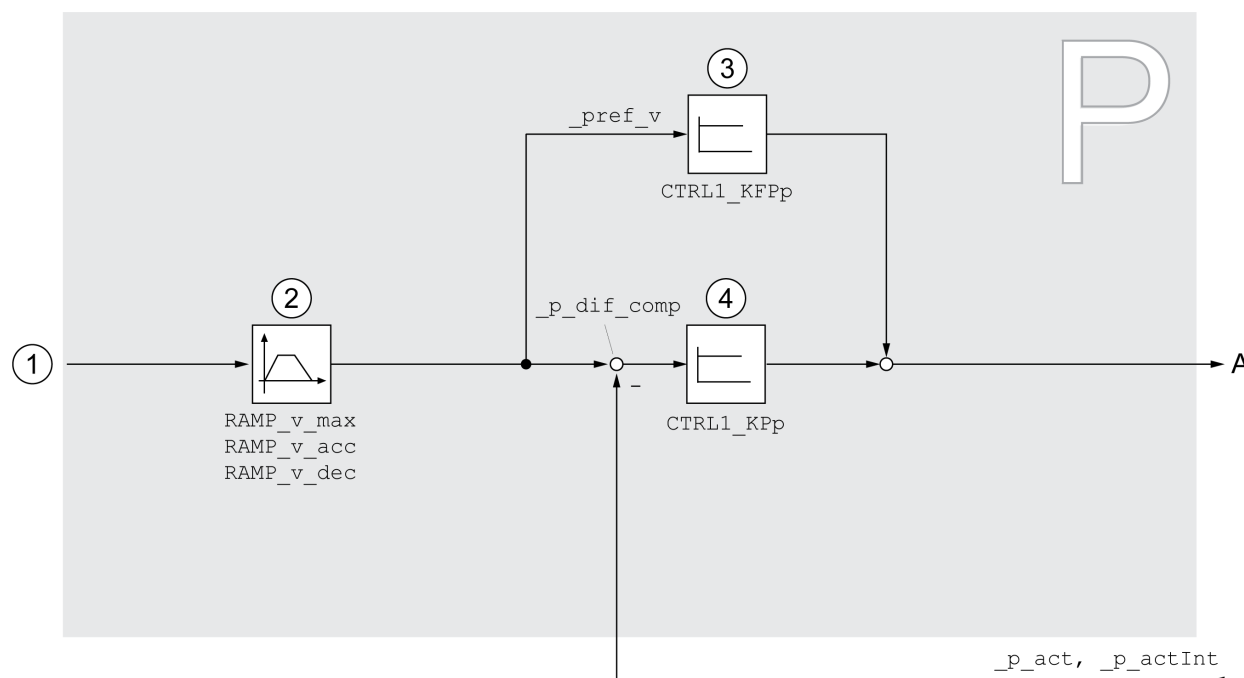 P
3
_pref_v
CTRL1_KFPp
2
_p_dif_comp
4
1
A
-
RAMP_v_max
RAMP_v_acc
RAMP_v_dec
CTRL1_KPp
_p_act, _p_actInt